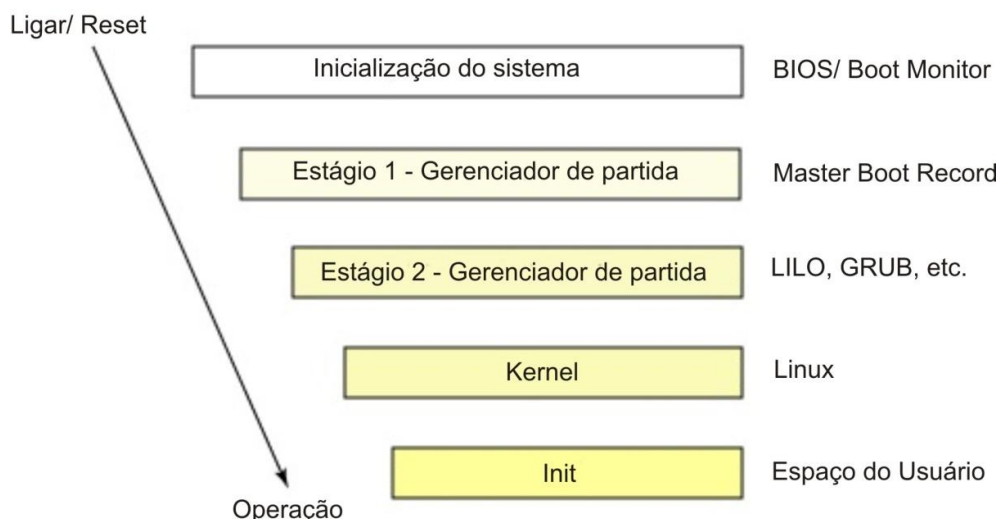 Ligar/ Reset
Inicialização do sistema
BIOS/ Boot Monitor
Estágio 1 - Gerenciador de partida
Master Boot Record
Estágio 2 - Gerenciador de partida
LILO, GRUB, etc.
Kernel
Linux
Init
Espaço do Usuário
Operação